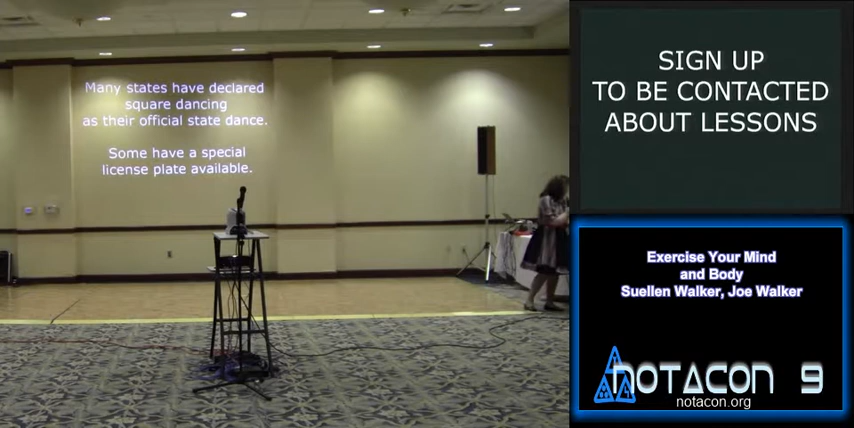 Many states have declared
square dancing
as their official state dance.
Some have a special
license plate available.
SIGN UP
TO BE CONTACTED
ABOUT LESSONS
Exercise Your Mind
and Body
Suellen Walker, Joe Walker
NOTACON 9
notacon.org